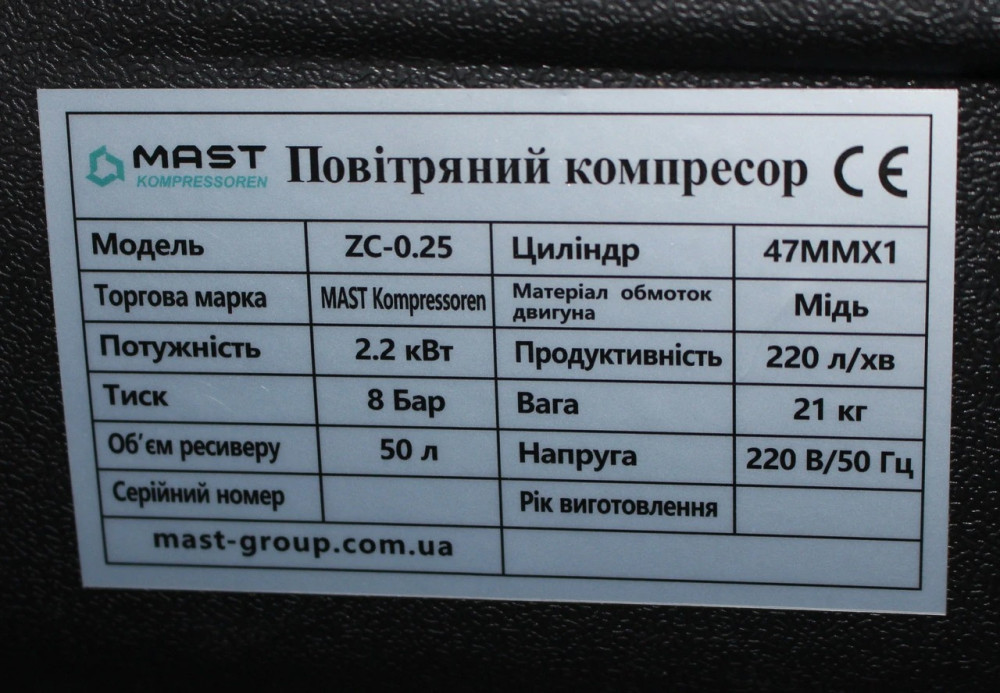 MAST
KOMPRESSOREN
Повітряний компресор CE
Модель ZC-0.25 Циліндр 47MMX1
Торгова марка MAST Kompressoren Матеріал обмоток двигуна Мідь
Потужність 2.2 кВт Продуктивність 220 л/хв
Тиск 8 Бар Вага 21 кг
Об'єм ресиверу 50 л Напруга 220 В/50 Гц
Серійний номер Рік виготовлення
mast-group.com.ua